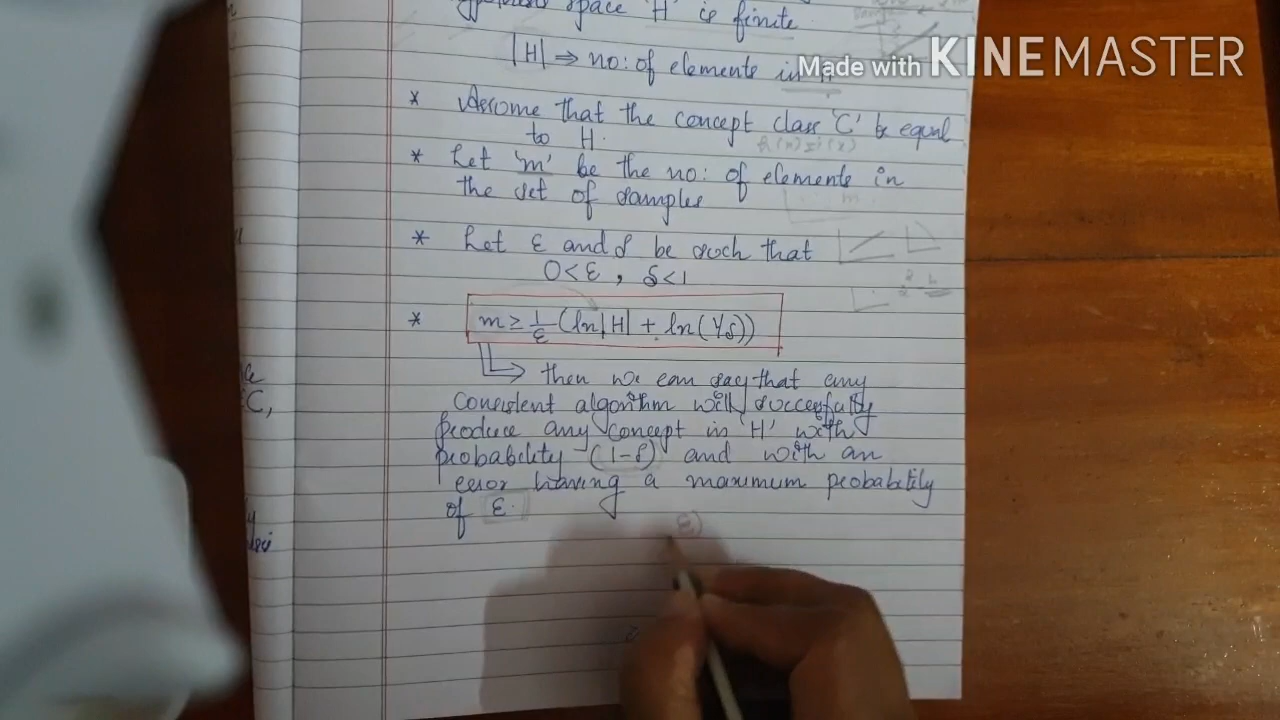 space 'H' is finite
|H| ⇒ no: of elements in H
Made with KINEMASTER
* Assume that the concept class 'C' be equal
to H.
* Let 'm' be the no: of elements in
the set of samples
* Let ε and δ be such that
0<ε , δ<1
* m ≥ 1/ε (ln|H| + ln(1/δ))
then we can say that any
consistent algorithm will successfully
produce any concept in 'H' with
probability (1-δ) and with an
error having a maximum probability
of ε.
ε)
C,